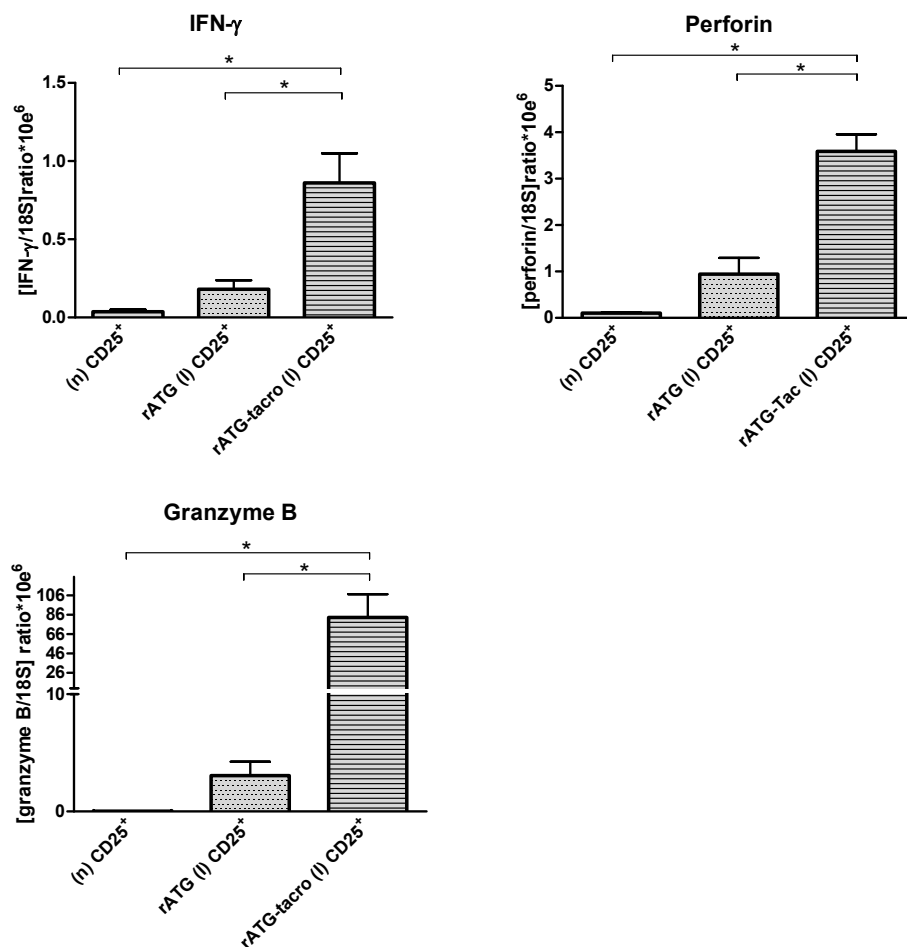 IFN-γ
*
*
[IFN-γ/18S]ratio*10e⁶
1.5
1.0
0.5
0.0
(n) CD25⁺
rATG (I) CD25⁺
rATG-tacro (I) CD25⁺
Perforin
*
*
[perforin/18S]ratio*10e⁶
5
4
3
2
1
0
(n) CD25⁺
rATG (I) CD25⁺
rATG-Tac (I) CD25⁺
Granzyme B
*
*
[granzyme B/18S] ratio*10e⁶
106
86
66
46
26
10
0
(n) CD25⁺
rATG (I) CD25⁺
rATG-tacro (I) CD25⁺